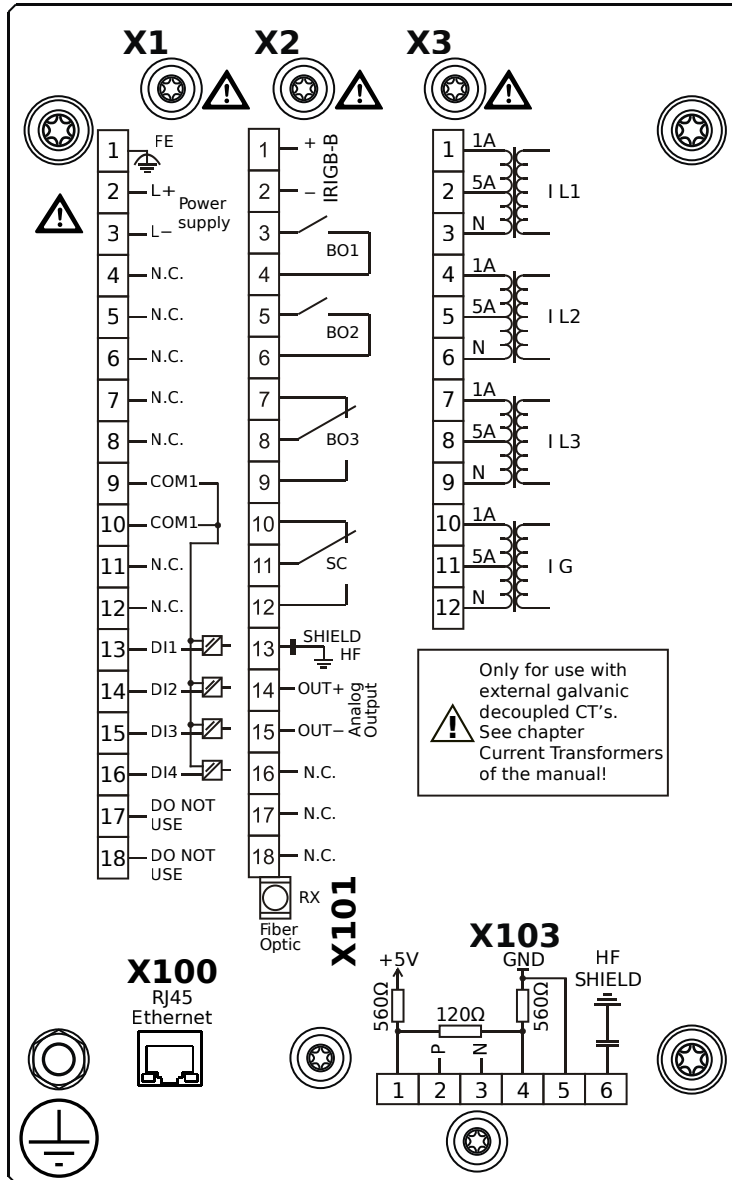 X1
1 FE
2 L+
Power
supply
3 L−
4 N.C.
5 N.C.
6 N.C.
7 N.C.
8 N.C.
9 COM1
10 COM1
11 N.C.
12 N.C.
13 DI1
14 DI2
15 DI3
16 DI4
17 DO NOT
USE
18 DO NOT
USE
X2
1 +
IRIGB-B
2 −
3
BO1
4
5
BO2
6
7
8 BO3
9
10
11 SC
12
13 SHIELD
HF
14 OUT+
Analog
Output
15 OUT−
16 N.C.
17 N.C.
18 N.C.
RX
Fiber
Optic
X101
X3
1 1A
2 5A I L1
3 N
4 1A
5 5A I L2
6 N
7 1A
8 5A I L3
9 N
10 1A
11 5A I G
12 N
Only for use with
external galvanic
decoupled CT's.
See chapter
Current Transformers
of the manual!
X100
RJ45
Ethernet
X103
+5V GND HF
SHIELD
560Ω 120Ω 560Ω
P N
1 2 3 4 5 6